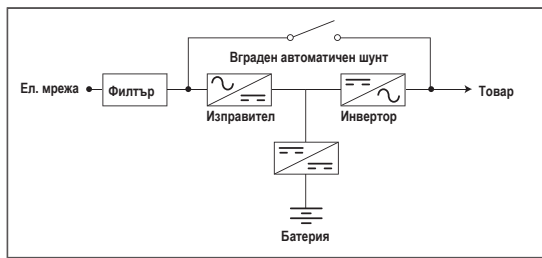 Вграден автоматичен шунт
Ел. мрежа
Филтър
Товар
Изправител
Инвертор
Батерия